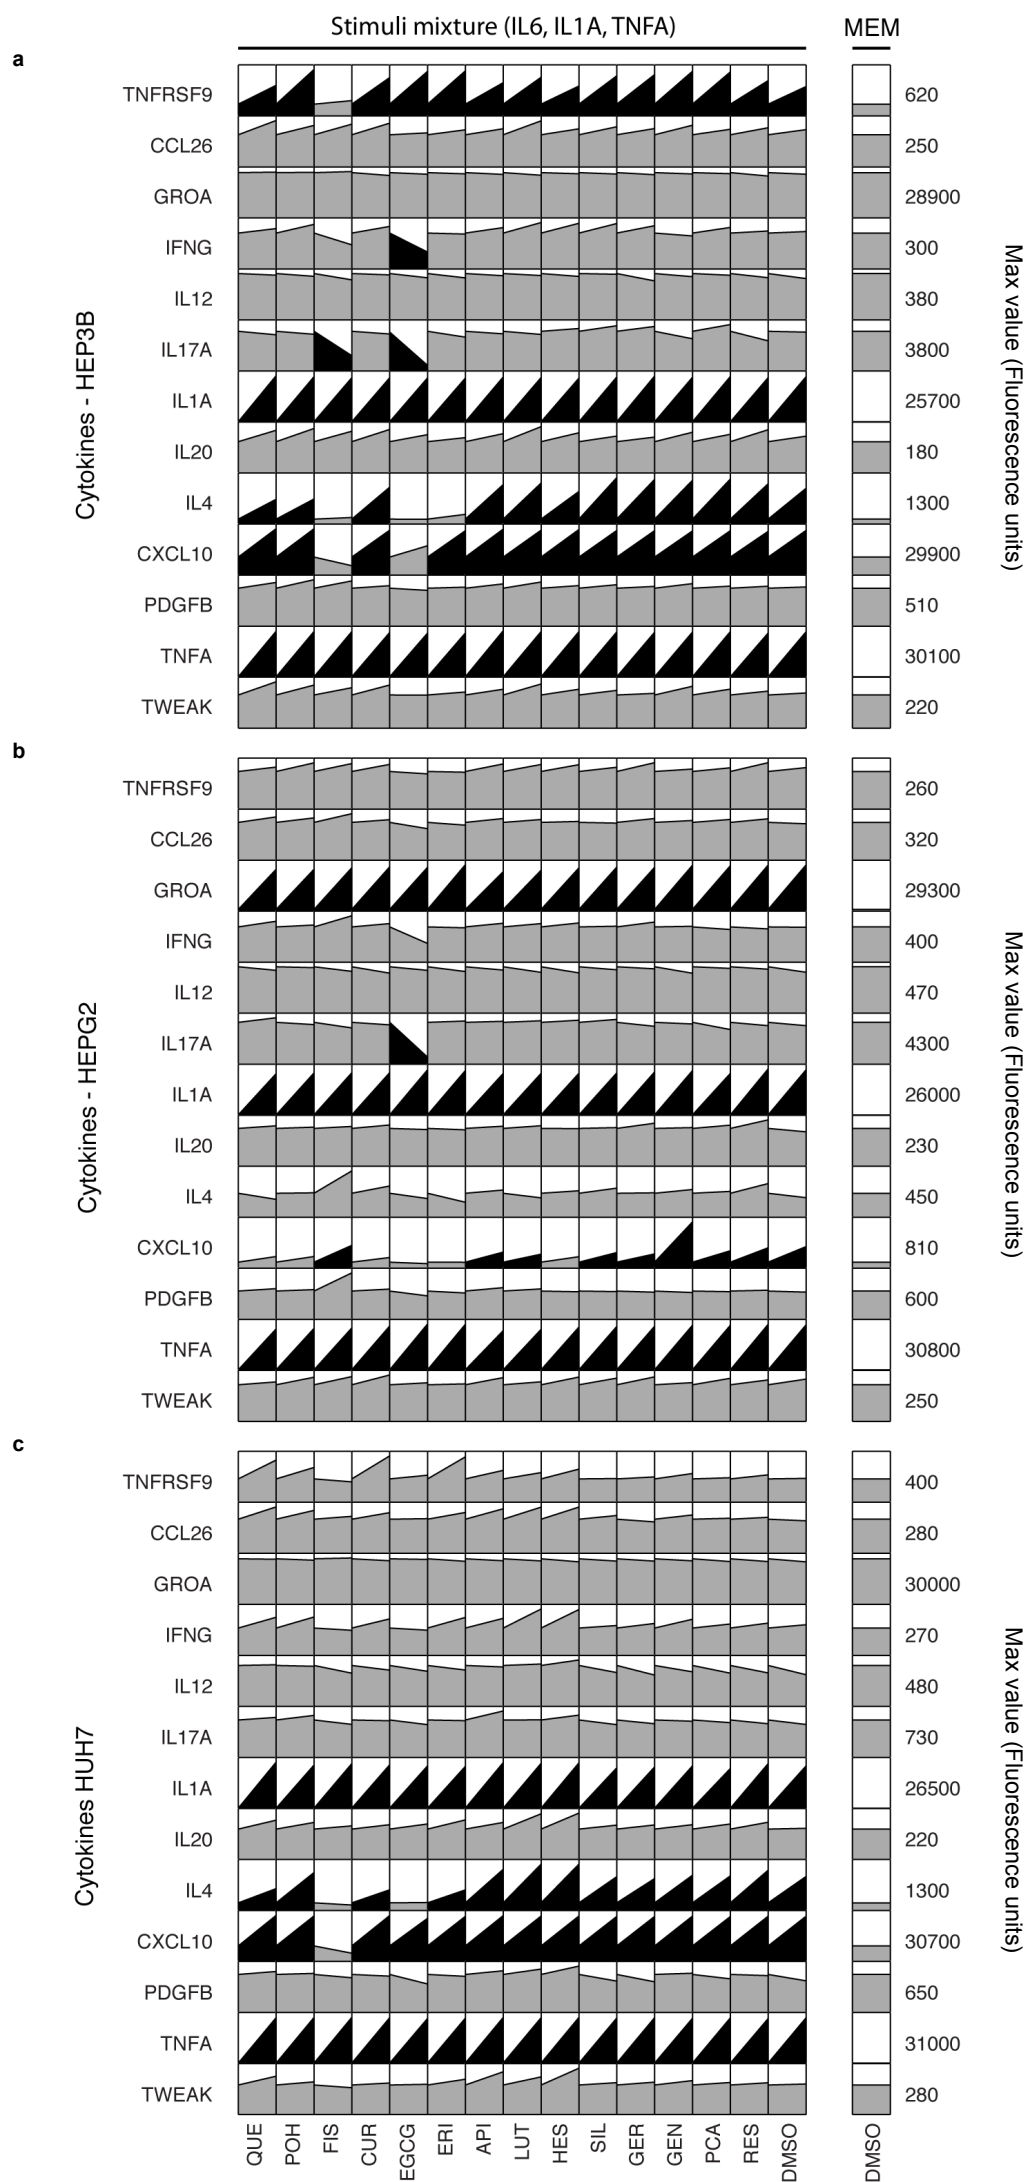 Stimuli mixture (IL6, IL1A, TNFA)
MEM
a
Cytokines - HEP3B
TNFRSF9 620
CCL26 250
GROA 28900
IFNG 300
IL12 380
IL17A 3800
IL1A 25700
IL20 180
IL4 1300
CXCL10 29900
PDGFB 510
TNFA 30100
TWEAK 220
Max value (Fluorescence units)
b
Cytokines - HEPG2
TNFRSF9 260
CCL26 320
GROA 29300
IFNG 400
IL12 470
IL17A 4300
IL1A 26000
IL20 230
IL4 450
CXCL10 810
PDGFB 600
TNFA 30800
TWEAK 250
Max value (Fluorescence units)
c
Cytokines HUH7
TNFRSF9 400
CCL26 280
GROA 30000
IFNG 270
IL12 480
IL17A 730
IL1A 26500
IL20 220
IL4 1300
CXCL10 30700
PDGFB 650
TNFA 31000
TWEAK 280
Max value (Fluorescence units)
QUE POH FIS CUR EGCG ERI API LUT HES SIL GER GEN PCA RES DMSO DMSO